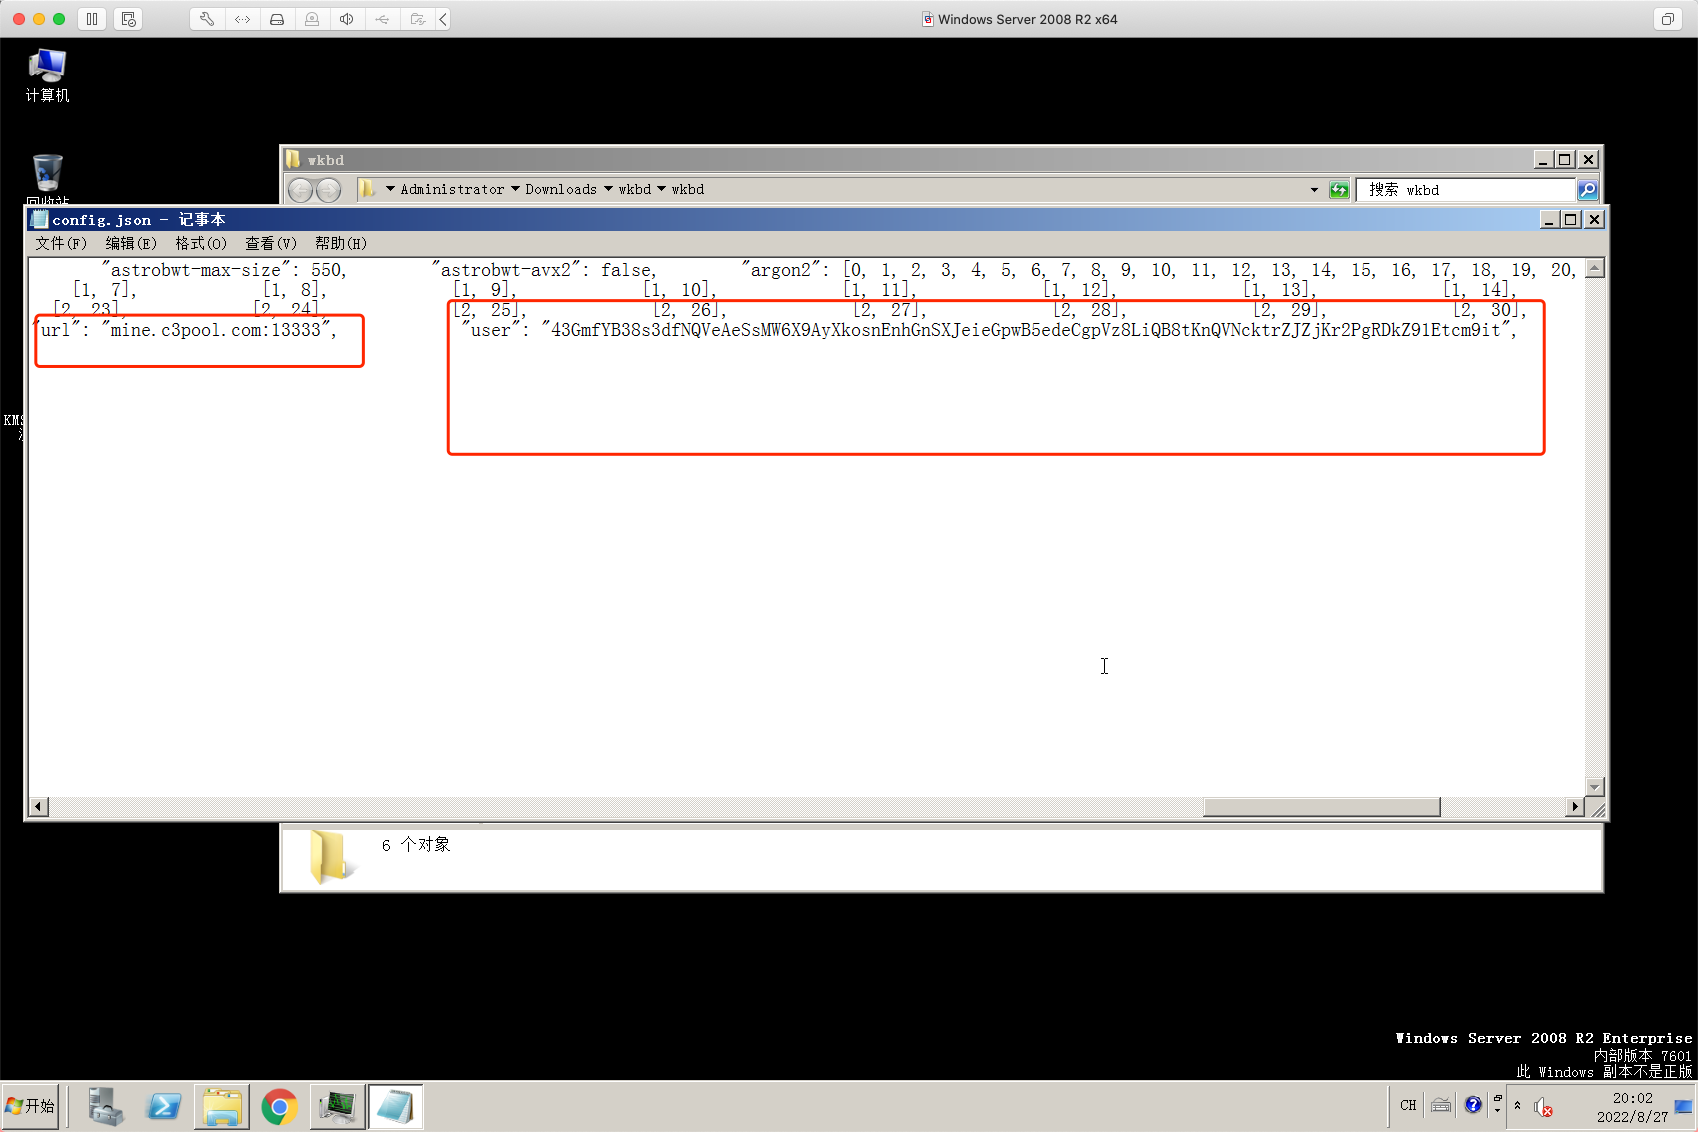 Windows Server 2008 R2 x64
计算机
回收站
wkbd
Administrator Downloads wkbd wkbd
搜索 wkbd
config.json - 记事本
文件(F) 编辑(E) 格式(O) 查看(V) 帮助(H)
"astrobwt-max-size": 550, "astrobwt-avx2": false, "argon2": [0, 1, 2, 3, 4, 5, 6, 7, 8, 9, 10, 11, 12, 13, 14, 15, 16, 17, 18, 19, 20,
[1, 7], [1, 8], [1, 9], [1, 10], [1, 11], [1, 12], [1, 13], [1, 14],
[2, 23], [2, 24], [2, 25], [2, 26], [2, 27], [2, 28], [2, 29], [2, 30],
"url": "mine.c3pool.com:13333", "user": "43GmfYB38s3dfNQVeAeSsMW6X9AyXkosnEnhGnSXJeieGpwB5edeCgpVz8LiQB8tKnQVNcktrZJZjKr2PgRDkZ91Etcm9it",
KMS
6 个对象
Windows Server 2008 R2 Enterprise
内部版本 7601
此 Windows 副本不是正版
开始
CH
20:02
2022/8/27